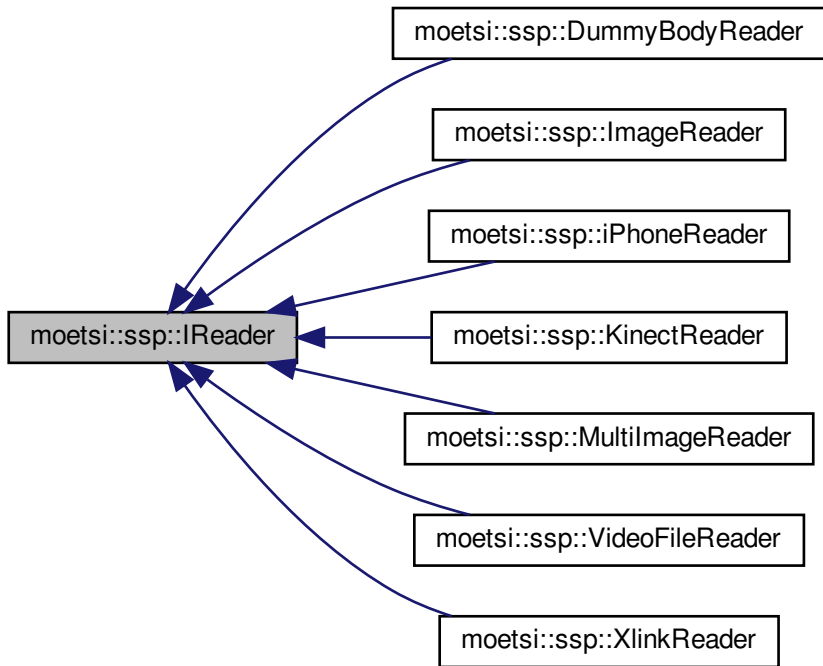 moetsi::ssp::DummyBodyReader
moetsi::ssp::ImageReader
moetsi::ssp::iPhoneReader
moetsi::ssp::IReader
moetsi::ssp::KinectReader
moetsi::ssp::MultiImageReader
moetsi::ssp::VideoFileReader
moetsi::ssp::XlinkReader